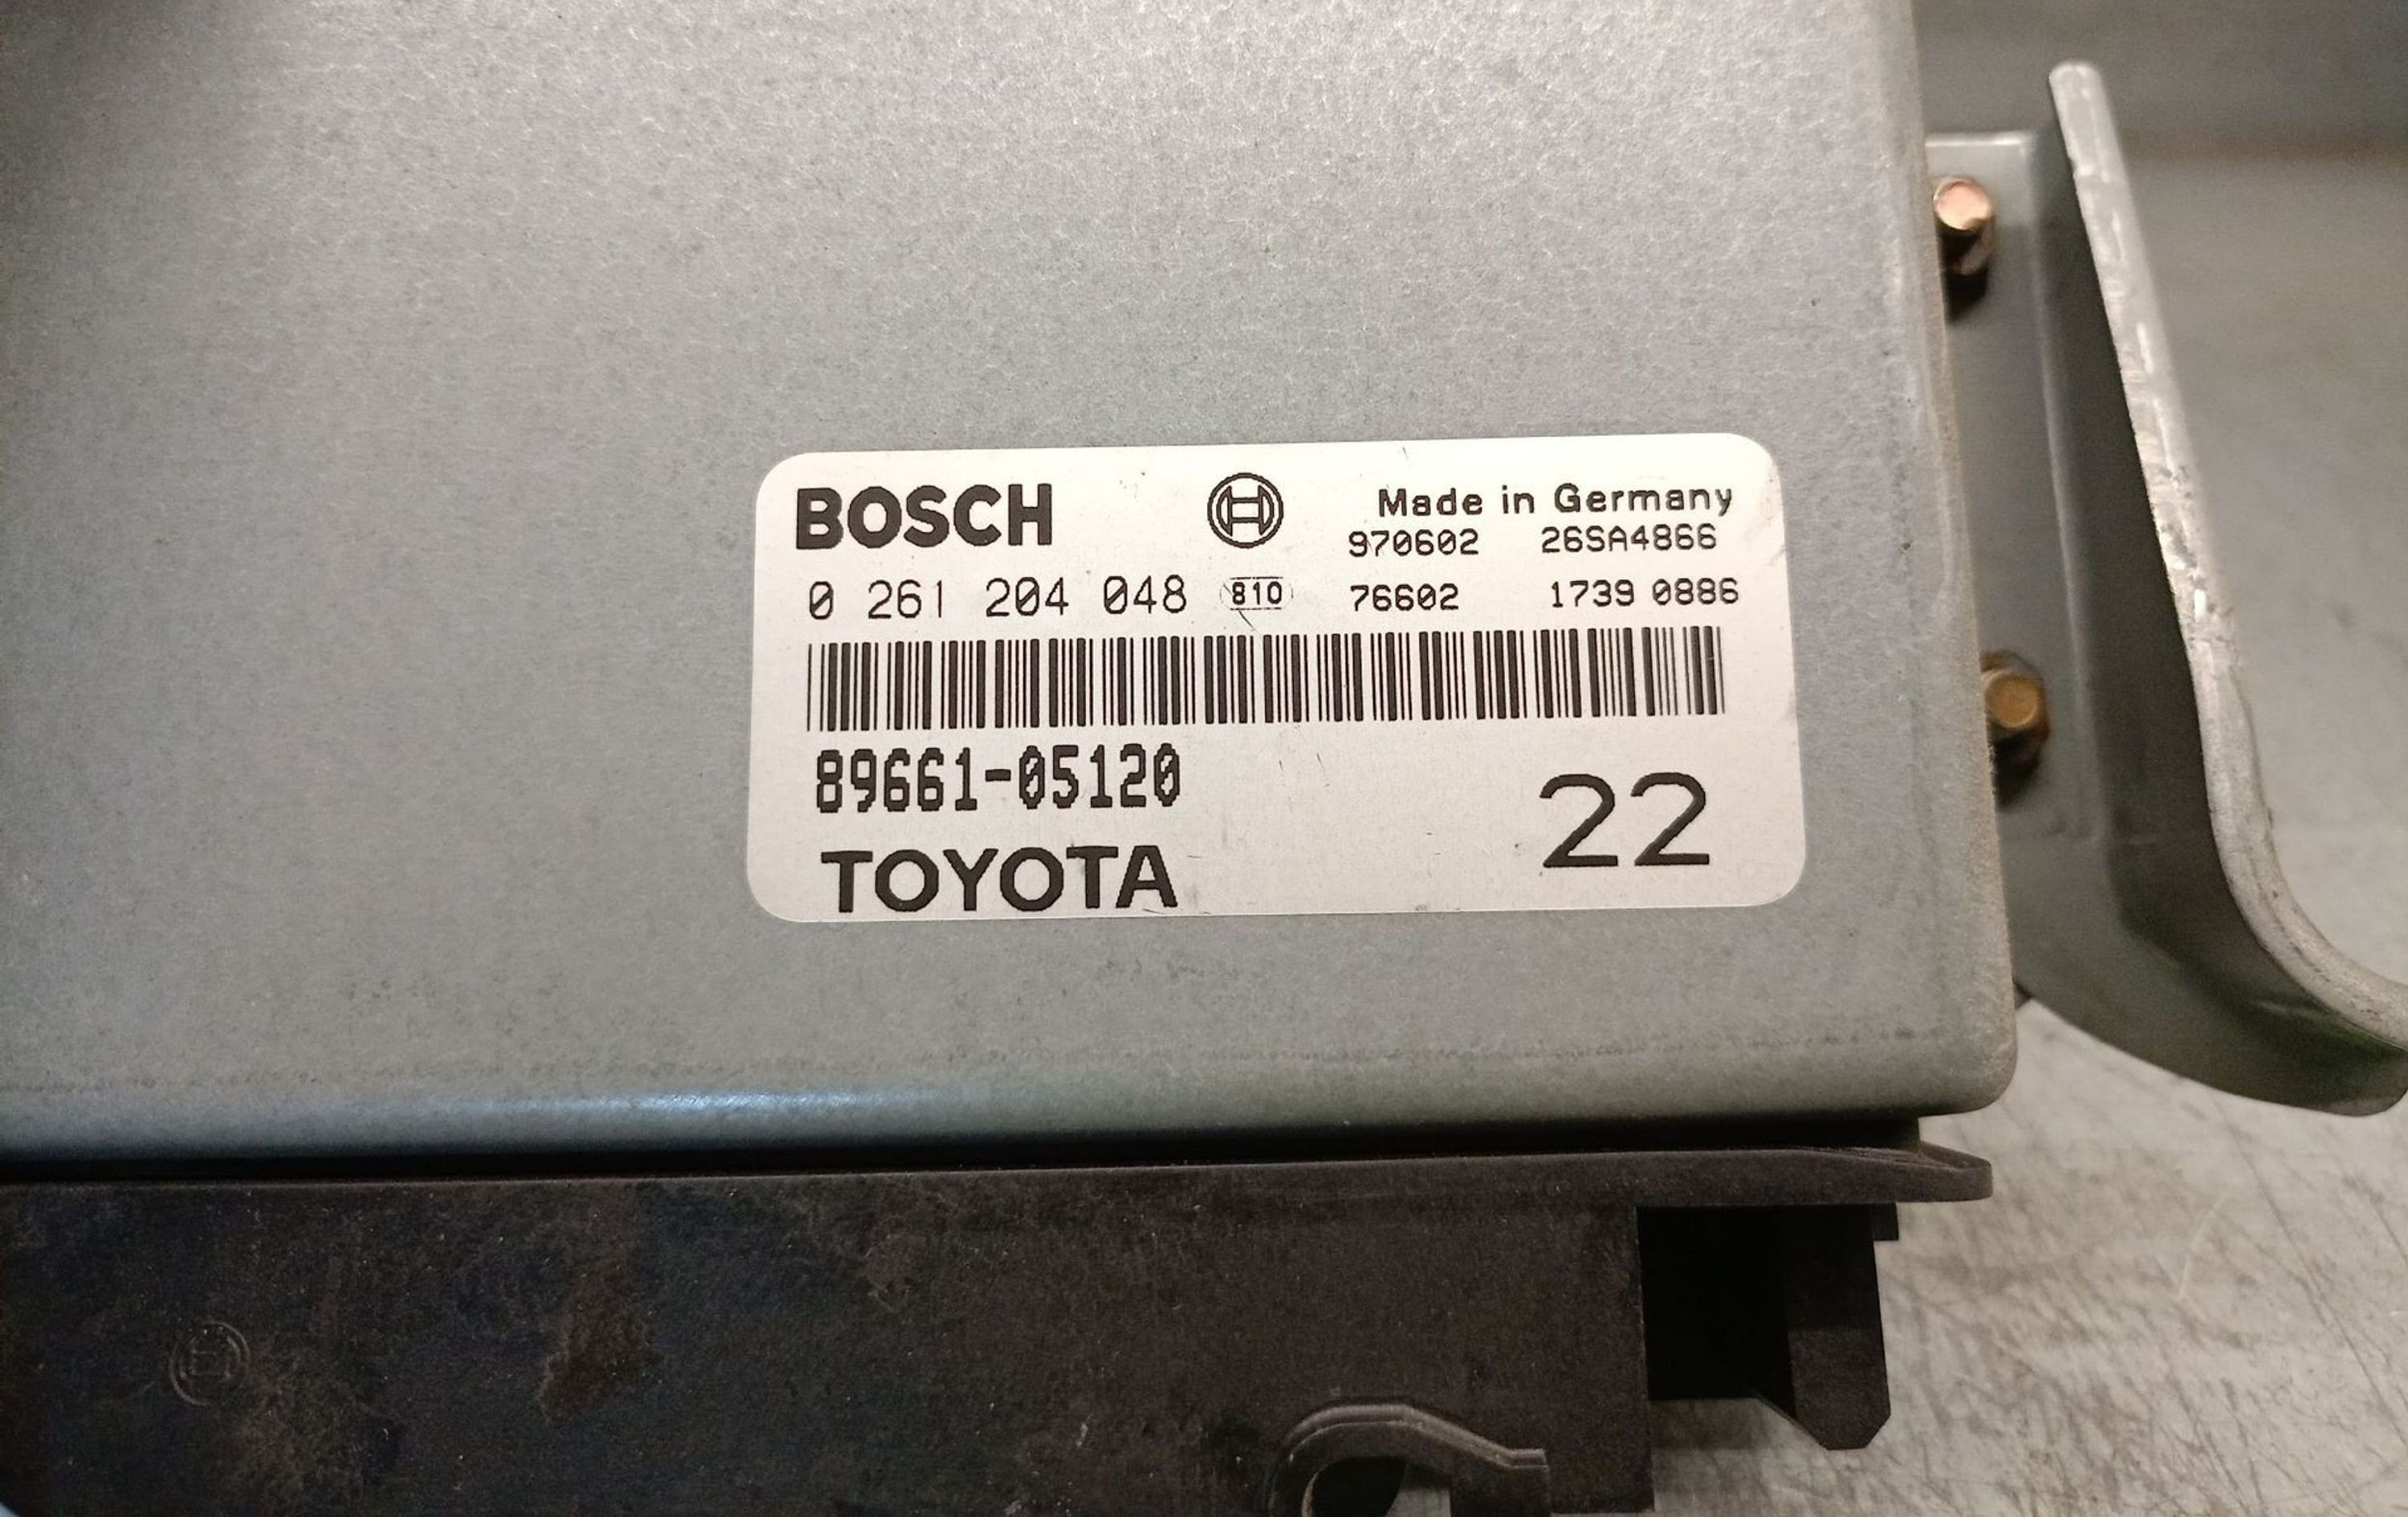 BOSCH Made in Germany
970602 26SA4866
0 261 204 048 810 76602 1739 0886
89661-05120
22
TOYOTA